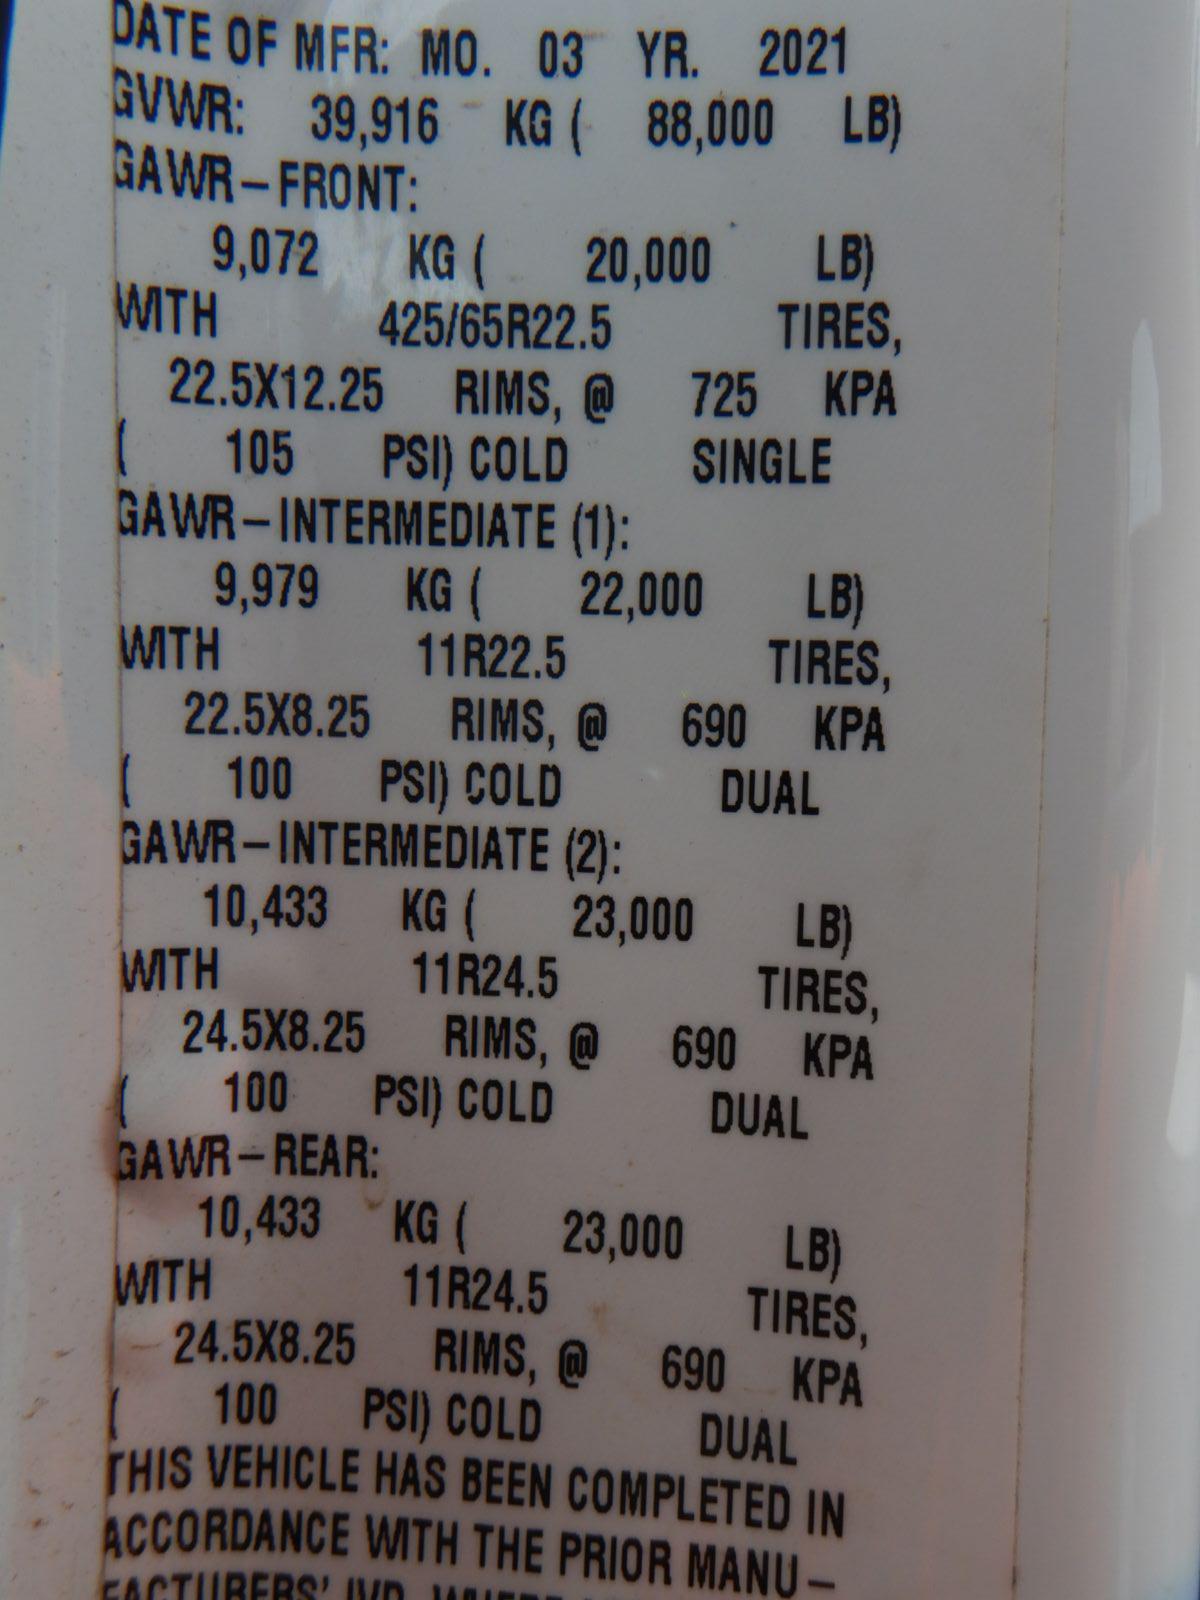 DATE OF MFR: MO. 03 YR. 2021
GVWR: 39,916 KG ( 88,000 LB)
GAWR-FRONT:
9,072 KG ( 20,000 LB)
WITH 425/65R22.5 TIRES,
22.5X12.25 RIMS, @ 725 KPA
( 105 PSI) COLD SINGLE
GAWR-INTERMEDIATE (1):
9,979 KG ( 22,000 LB)
WITH 11R22.5 TIRES,
22.5X8.25 RIMS, @ 690 KPA
( 100 PSI) COLD DUAL
GAWR-INTERMEDIATE (2):
10,433 KG ( 23,000 LB)
WITH 11R24.5 TIRES,
24.5X8.25 RIMS, @ 690 KPA
( 100 PSI) COLD DUAL
GAWR-REAR:
10,433 KG ( 23,000 LB)
WITH 11R24.5 TIRES,
24.5X8.25 RIMS, @ 690 KPA
( 100 PSI) COLD DUAL
THIS VEHICLE HAS BEEN COMPLETED IN
ACCORDANCE WITH THE PRIOR MANU-
FACTURERS' IVD, WHERE